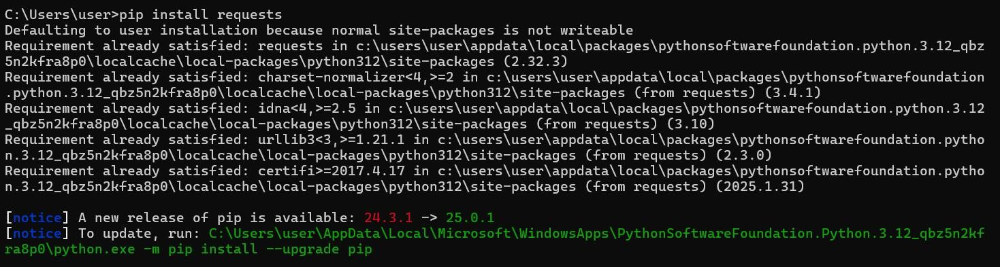 C:\Users\user>pip install requests
Defaulting to user installation because normal site-packages is not writeable
Requirement already satisfied: requests in c:\users\user\appdata\local\packages\pythonsoftwarefoundation.python.3.12_qbz
5n2kfra8p0\localcache\local-packages\python312\site-packages (2.32.3)
Requirement already satisfied: charset-normalizer<4,>=2 in c:\users\user\appdata\local\packages\pythonsoftwarefoundation
.python.3.12_qbz5n2kfra8p0\localcache\local-packages\python312\site-packages (from requests) (3.4.1)
Requirement already satisfied: idna<4,>=2.5 in c:\users\user\appdata\local\packages\pythonsoftwarefoundation.python.3.12
_qbz5n2kfra8p0\localcache\local-packages\python312\site-packages (from requests) (3.10)
Requirement already satisfied: urllib3<3,>=1.21.1 in c:\users\user\appdata\local\packages\pythonsoftwarefoundation.pytho
n.3.12_qbz5n2kfra8p0\localcache\local-packages\python312\site-packages (from requests) (2.3.0)
Requirement already satisfied: certifi>=2017.4.17 in c:\users\user\appdata\local\packages\pythonsoftwarefoundation.pytho
n.3.12_qbz5n2kfra8p0\localcache\local-packages\python312\site-packages (from requests) (2025.1.31)

[notice] A new release of pip is available: 24.3.1 -> 25.0.1
[notice] To update, run: C:\Users\user\AppData\Local\Microsoft\WindowsApps\PythonSoftwareFoundation.Python.3.12_qbz5n2kf
ra8p0\python.exe -m pip install --upgrade pip